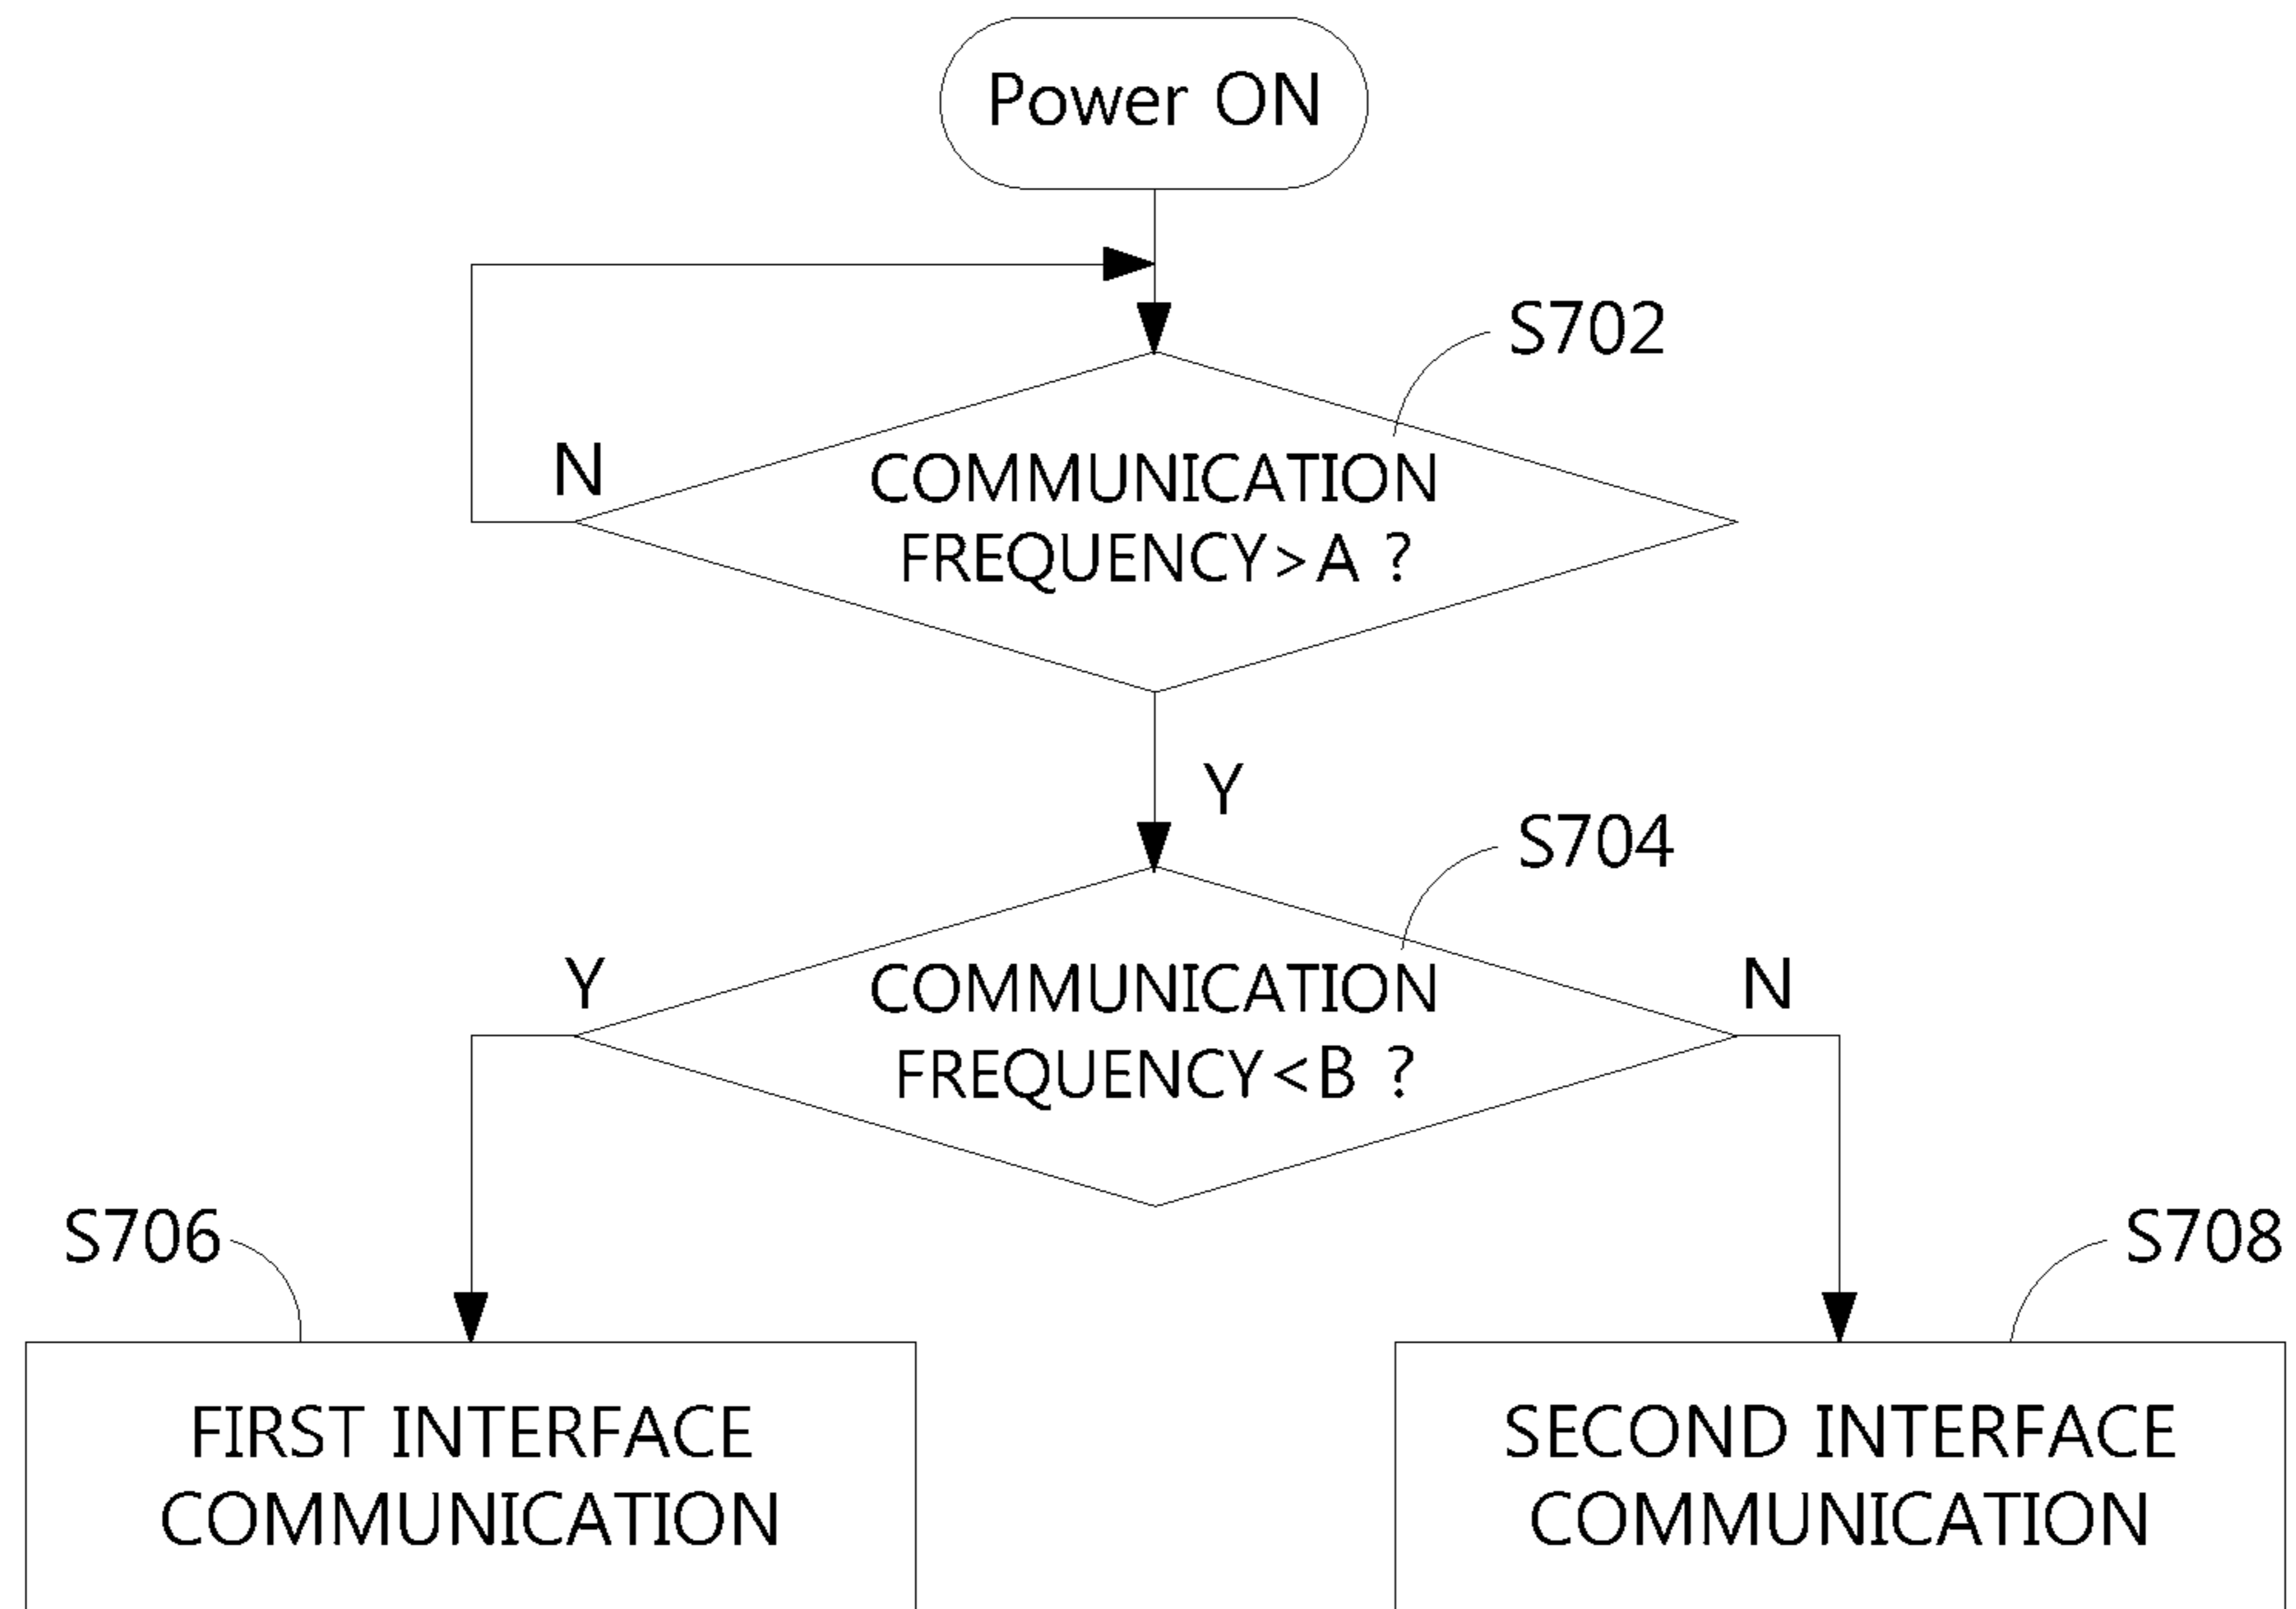 Power ON
S702
N
COMMUNICATION
FREQUENCY>A ?
Y
S704
Y
COMMUNICATION
FREQUENCY<B ?
N
S706
S708
FIRST INTERFACE
COMMUNICATION
SECOND INTERFACE
COMMUNICATION